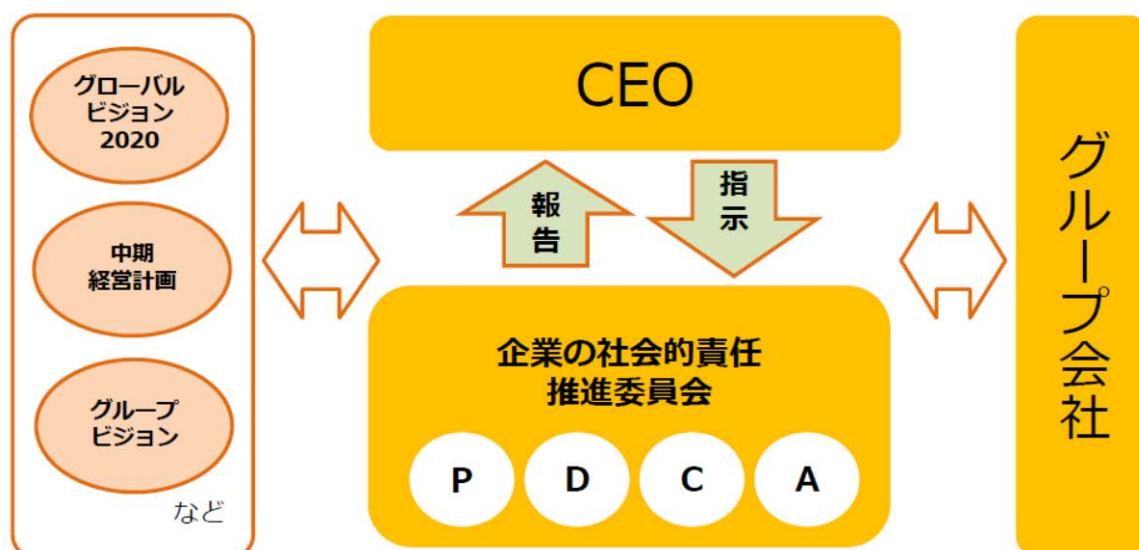 グローバル
ビジョン
2020
中期
経営計画
グループ
ビジョン
など
CEO
報告
指示
企業の社会的責任
推進委員会
P D C A
グループ会社